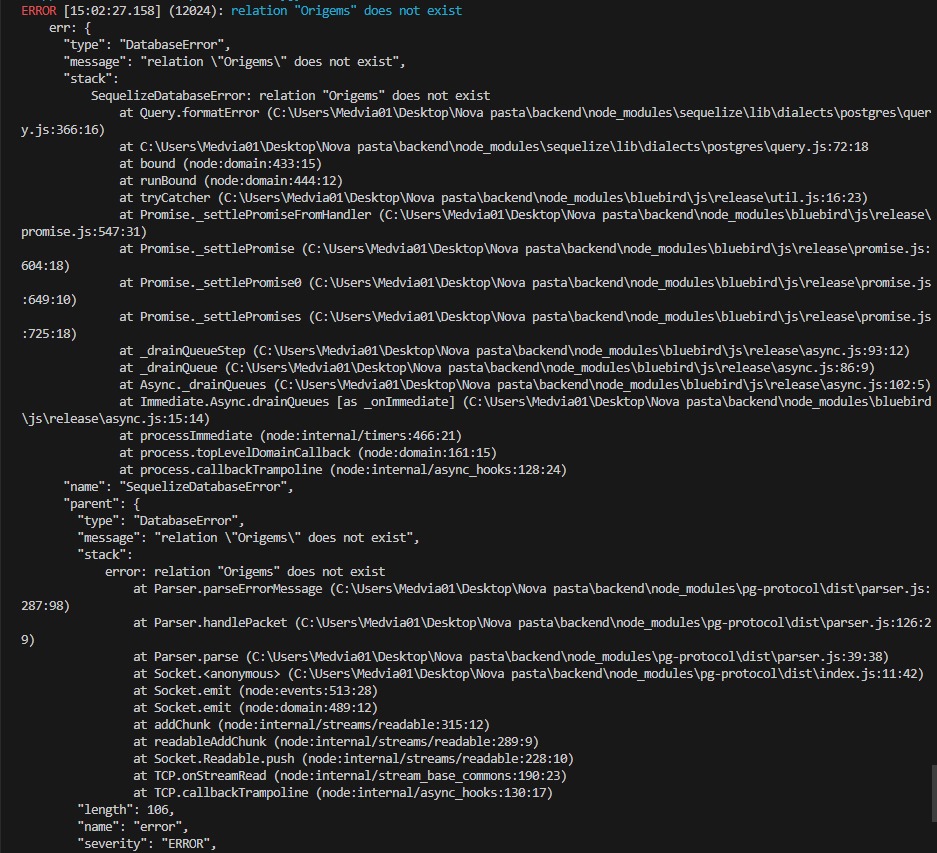 ERROR [15:02:27.158] (12024): relation "Origems" does not exist
err: {
"type": "DatabaseError",
"message": "relation \"Origems\" does not exist",
"stack":
SequelizeDatabaseError: relation "Origems" does not exist
at Query.formatError (C:\Users\Medvia01\Desktop\Nova pasta\backend\node_modules\sequelize\lib\dialects\postgres\quer
y.js:366:16)
at C:\Users\Medvia01\Desktop\Nova pasta\backend\node_modules\sequelize\lib\dialects\postgres\query.js:72:18
at bound (node:domain:433:15)
at runBound (node:domain:444:12)
at tryCatcher (C:\Users\Medvia01\Desktop\Nova pasta\backend\node_modules\bluebird\js\release\util.js:16:23)
at Promise._settlePromiseFromHandler (C:\Users\Medvia01\Desktop\Nova pasta\backend\node_modules\bluebird\js\release\
promise.js:547:31)
at Promise._settlePromise (C:\Users\Medvia01\Desktop\Nova pasta\backend\node_modules\bluebird\js\release\promise.js:
604:18)
at Promise._settlePromise0 (C:\Users\Medvia01\Desktop\Nova pasta\backend\node_modules\bluebird\js\release\promise.js
:649:10)
at Promise._settlePromises (C:\Users\Medvia01\Desktop\Nova pasta\backend\node_modules\bluebird\js\release\promise.js
:725:18)
at _drainQueueStep (C:\Users\Medvia01\Desktop\Nova pasta\backend\node_modules\bluebird\js\release\async.js:93:12)
at _drainQueue (C:\Users\Medvia01\Desktop\Nova pasta\backend\node_modules\bluebird\js\release\async.js:86:9)
at Async._drainQueues (C:\Users\Medvia01\Desktop\Nova pasta\backend\node_modules\bluebird\js\release\async.js:102:5)
at Immediate.Async.drainQueues [as _onImmediate] (C:\Users\Medvia01\Desktop\Nova pasta\backend\node_modules\bluebird
\js\release\async.js:15:14)
at processImmediate (node:internal/timers:466:21)
at process.topLevelDomainCallback (node:domain:161:15)
at process.callbackTrampoline (node:internal/async_hooks:128:24)
"name": "SequelizeDatabaseError",
"parent": {
"type": "DatabaseError",
"message": "relation \"Origems\" does not exist",
"stack":
error: relation "Origems" does not exist
at Parser.parseErrorMessage (C:\Users\Medvia01\Desktop\Nova pasta\backend\node_modules\pg-protocol\dist\parser.js:
287:98)
at Parser.handlePacket (C:\Users\Medvia01\Desktop\Nova pasta\backend\node_modules\pg-protocol\dist\parser.js:126:2
9)
at Parser.parse (C:\Users\Medvia01\Desktop\Nova pasta\backend\node_modules\pg-protocol\dist\parser.js:39:38)
at Socket.<anonymous> (C:\Users\Medvia01\Desktop\Nova pasta\backend\node_modules\pg-protocol\dist\index.js:11:42)
at Socket.emit (node:events:513:28)
at Socket.emit (node:domain:489:12)
at addChunk (node:internal/streams/readable:315:12)
at readableAddChunk (node:internal/streams/readable:289:9)
at Socket.Readable.push (node:internal/streams/readable:228:10)
at TCP.onStreamRead (node:internal/stream_base_commons:190:23)
at TCP.callbackTrampoline (node:internal/async_hooks:130:17)
"length": 106,
"name": "error",
"severity": "ERROR",